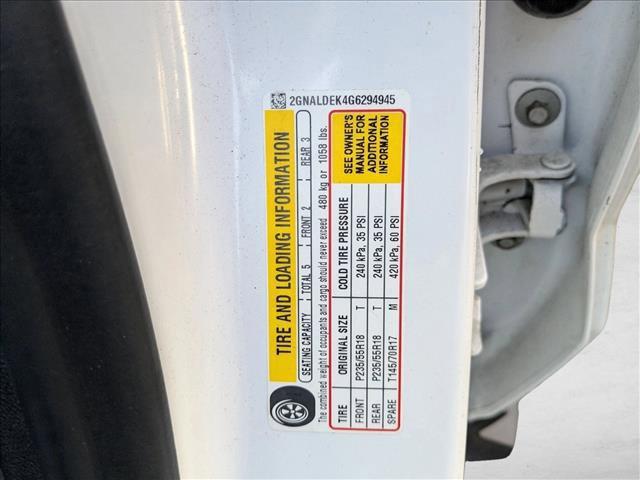 2GNALDEK4G6294945
TIRE AND LOADING INFORMATION
SEATING CAPACITY TOTAL 5 FRONT 2 REAR 3
The combined weight of occupants and cargo should never exceed 480 kg or 1058 lbs.
TIRE ORIGINAL SIZE COLD TIRE PRESSURE
FRONT P235/55R18 T 240 kPa, 35 PSI
REAR P235/55R18 T 240 kPa, 35 PSI
SPARE T145/70R17 M 420 kPa, 60 PSI
SEE OWNER'S
MANUAL FOR
ADDITIONAL
INFORMATION